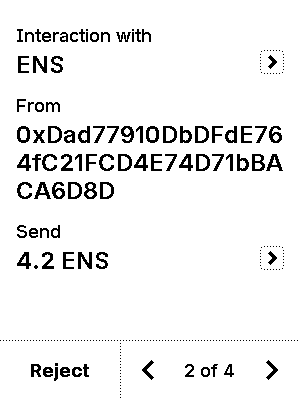 Interaction with
ENS
From
0xDad77910DbDFdE76
4fC21FCD4E74D71bBA
CA6D8D
Send
4.2 ENS
Reject
2 of 4